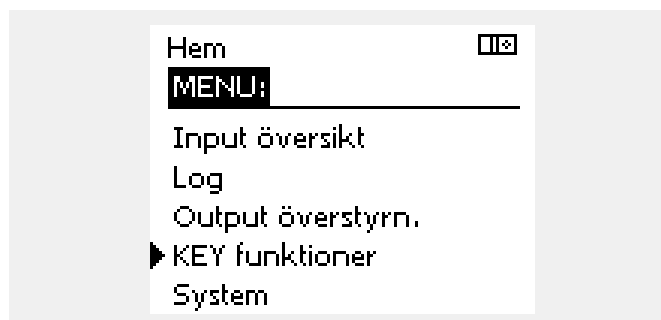 Hem
MENU:
Input översikt
Log
Output överstyrn.
KEY funktioner
System